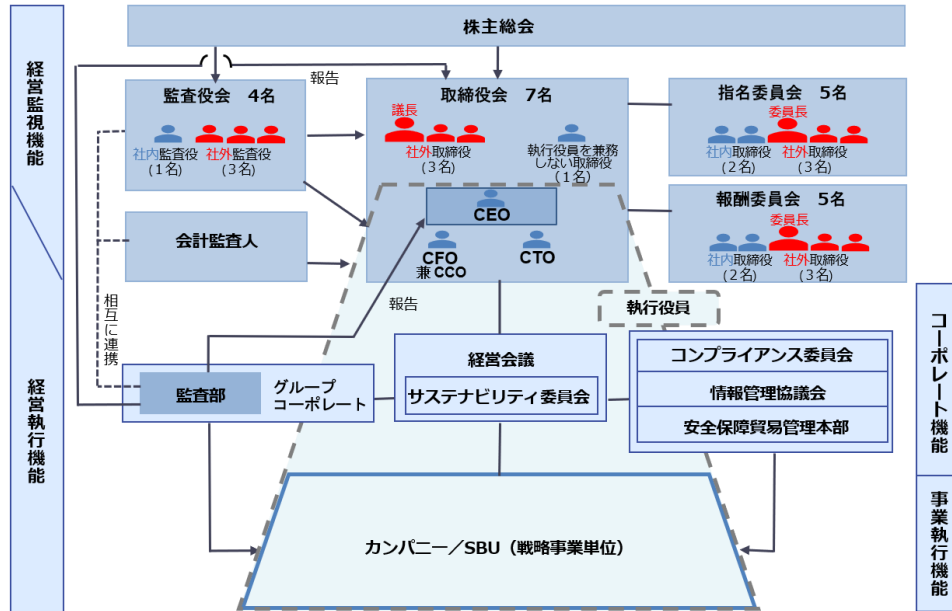 株主総会
経営監視機能
報告
監査役会 4名
社内監査役
(1名)
社外監査役
(3名)
取締役会 7名
議長
社外取締役
(3名)
執行役員を兼務
しない取締役
(1名)
指名委員会 5名
委員長
社内取締役
(2名)
社外取締役
(3名)
CEO
CFO
兼 CCO
CTO
報酬委員会 5名
委員長
社内取締役
(2名)
社外取締役
(3名)
会計監査人
相互に連携
報告
執行役員
経営執行機能
監査部
グループ
コーポレート
経営会議
サステナビリティ委員会
コンプライアンス委員会
情報管理協議会
安全保障貿易管理本部
コーポレート機能
カンパニー／SBU（戦略事業単位）
事業執行機能